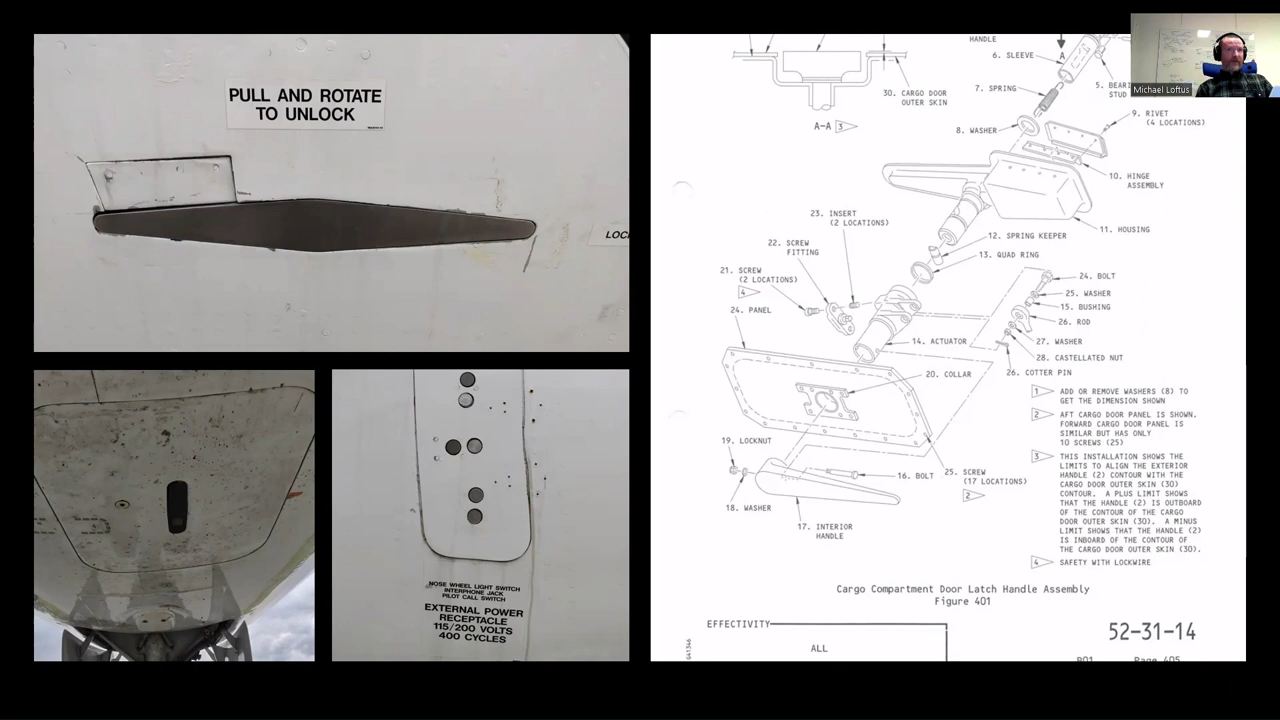 PULL AND ROTATE
TO UNLOCK
NOSE WHEEL LIGHT SWITCH
INTERPHONE JACK
PILOT CALL SWITCH
EXTERNAL POWER
RECEPTACLE
115/200 VOLTS
400 CYCLES
HANDLE
A
6. SLEEVE
7. SPRING
30. CARGO DOOR
OUTER SKIN
A-A 3
8. WASHER
9. RIVET
(4 LOCATIONS)
10. HINGE
ASSEMBLY
11. HOUSING
23. INSERT
(2 LOCATIONS)
12. SPRING KEEPER
22. SCREW
FITTING
13. QUAD RING
21. SCREW
(2 LOCATIONS)
4
24. PANEL
24. BOLT
25. WASHER
15. BUSHING
26. ROD
27. WASHER
28. CASTELLATED NUT
26. COTTER PIN
14. ACTUATOR
20. COLLAR
19. LOCKNUT
16. BOLT
25. SCREW
(17 LOCATIONS)
2
18. WASHER
17. INTERIOR
HANDLE
1 ADD OR REMOVE WASHERS (8) TO
GET THE DIMENSION SHOWN
2 AFT CARGO DOOR PANEL IS SHOWN.
FORWARD CARGO DOOR PANEL IS
SIMILAR BUT HAS ONLY
10 SCREWS (25)
3 THIS INSTALLATION SHOWS THE
LIMITS TO ALIGN THE EXTERIOR
HANDLE (2) CONTOUR WITH THE
CARGO DOOR OUTER SKIN (30)
CONTOUR. A PLUS LIMIT SHOWS
THAT THE HANDLE (2) IS OUTBOARD
OF THE CONTOUR OF THE CARGO
DOOR OUTER SKIN (30). A MINUS
LIMIT SHOWS THAT THE HANDLE (2)
IS INBOARD OF THE CONTOUR OF
THE CARGO DOOR OUTER SKIN (30).
4 SAFETY WITH LOCKWIRE
Cargo Compartment Door Latch Handle Assembly
Figure 401
EFFECTIVITY
ALL
52-31-14
Michael Loftus